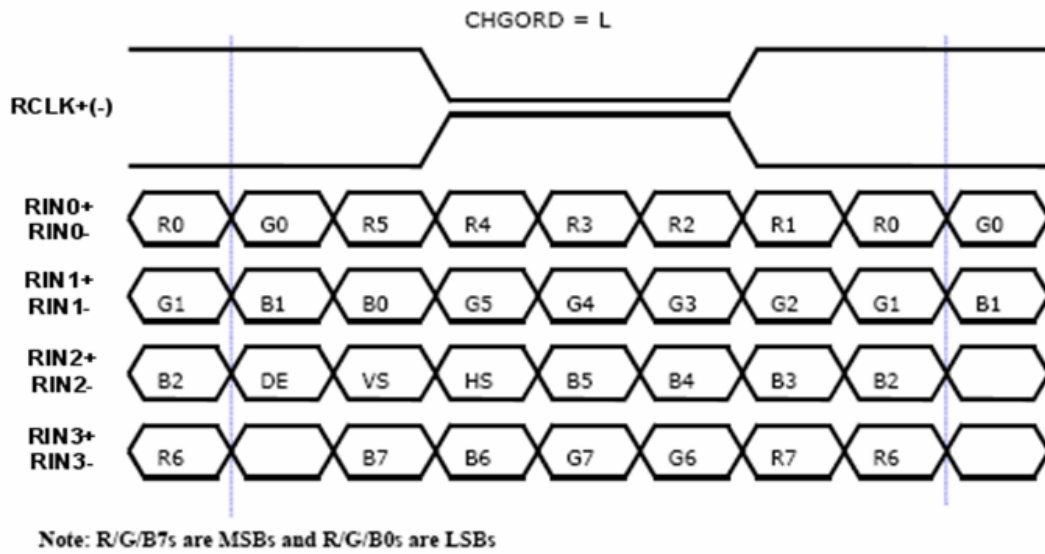 CHGORD = L
RCLK+(-)
RIN0+
RIN0-
R0 G0 R5 R4 R3 R2 R1 R0 G0
RIN1+
RIN1-
G1 B1 B0 G5 G4 G3 G2 G1 B1
RIN2+
RIN2-
B2 DE VS HS B5 B4 B3 B2
RIN3+
RIN3-
R6 B7 B6 G7 G6 R7 R6
Note: R/G/B7s are MSBs and R/G/B0s are LSBs